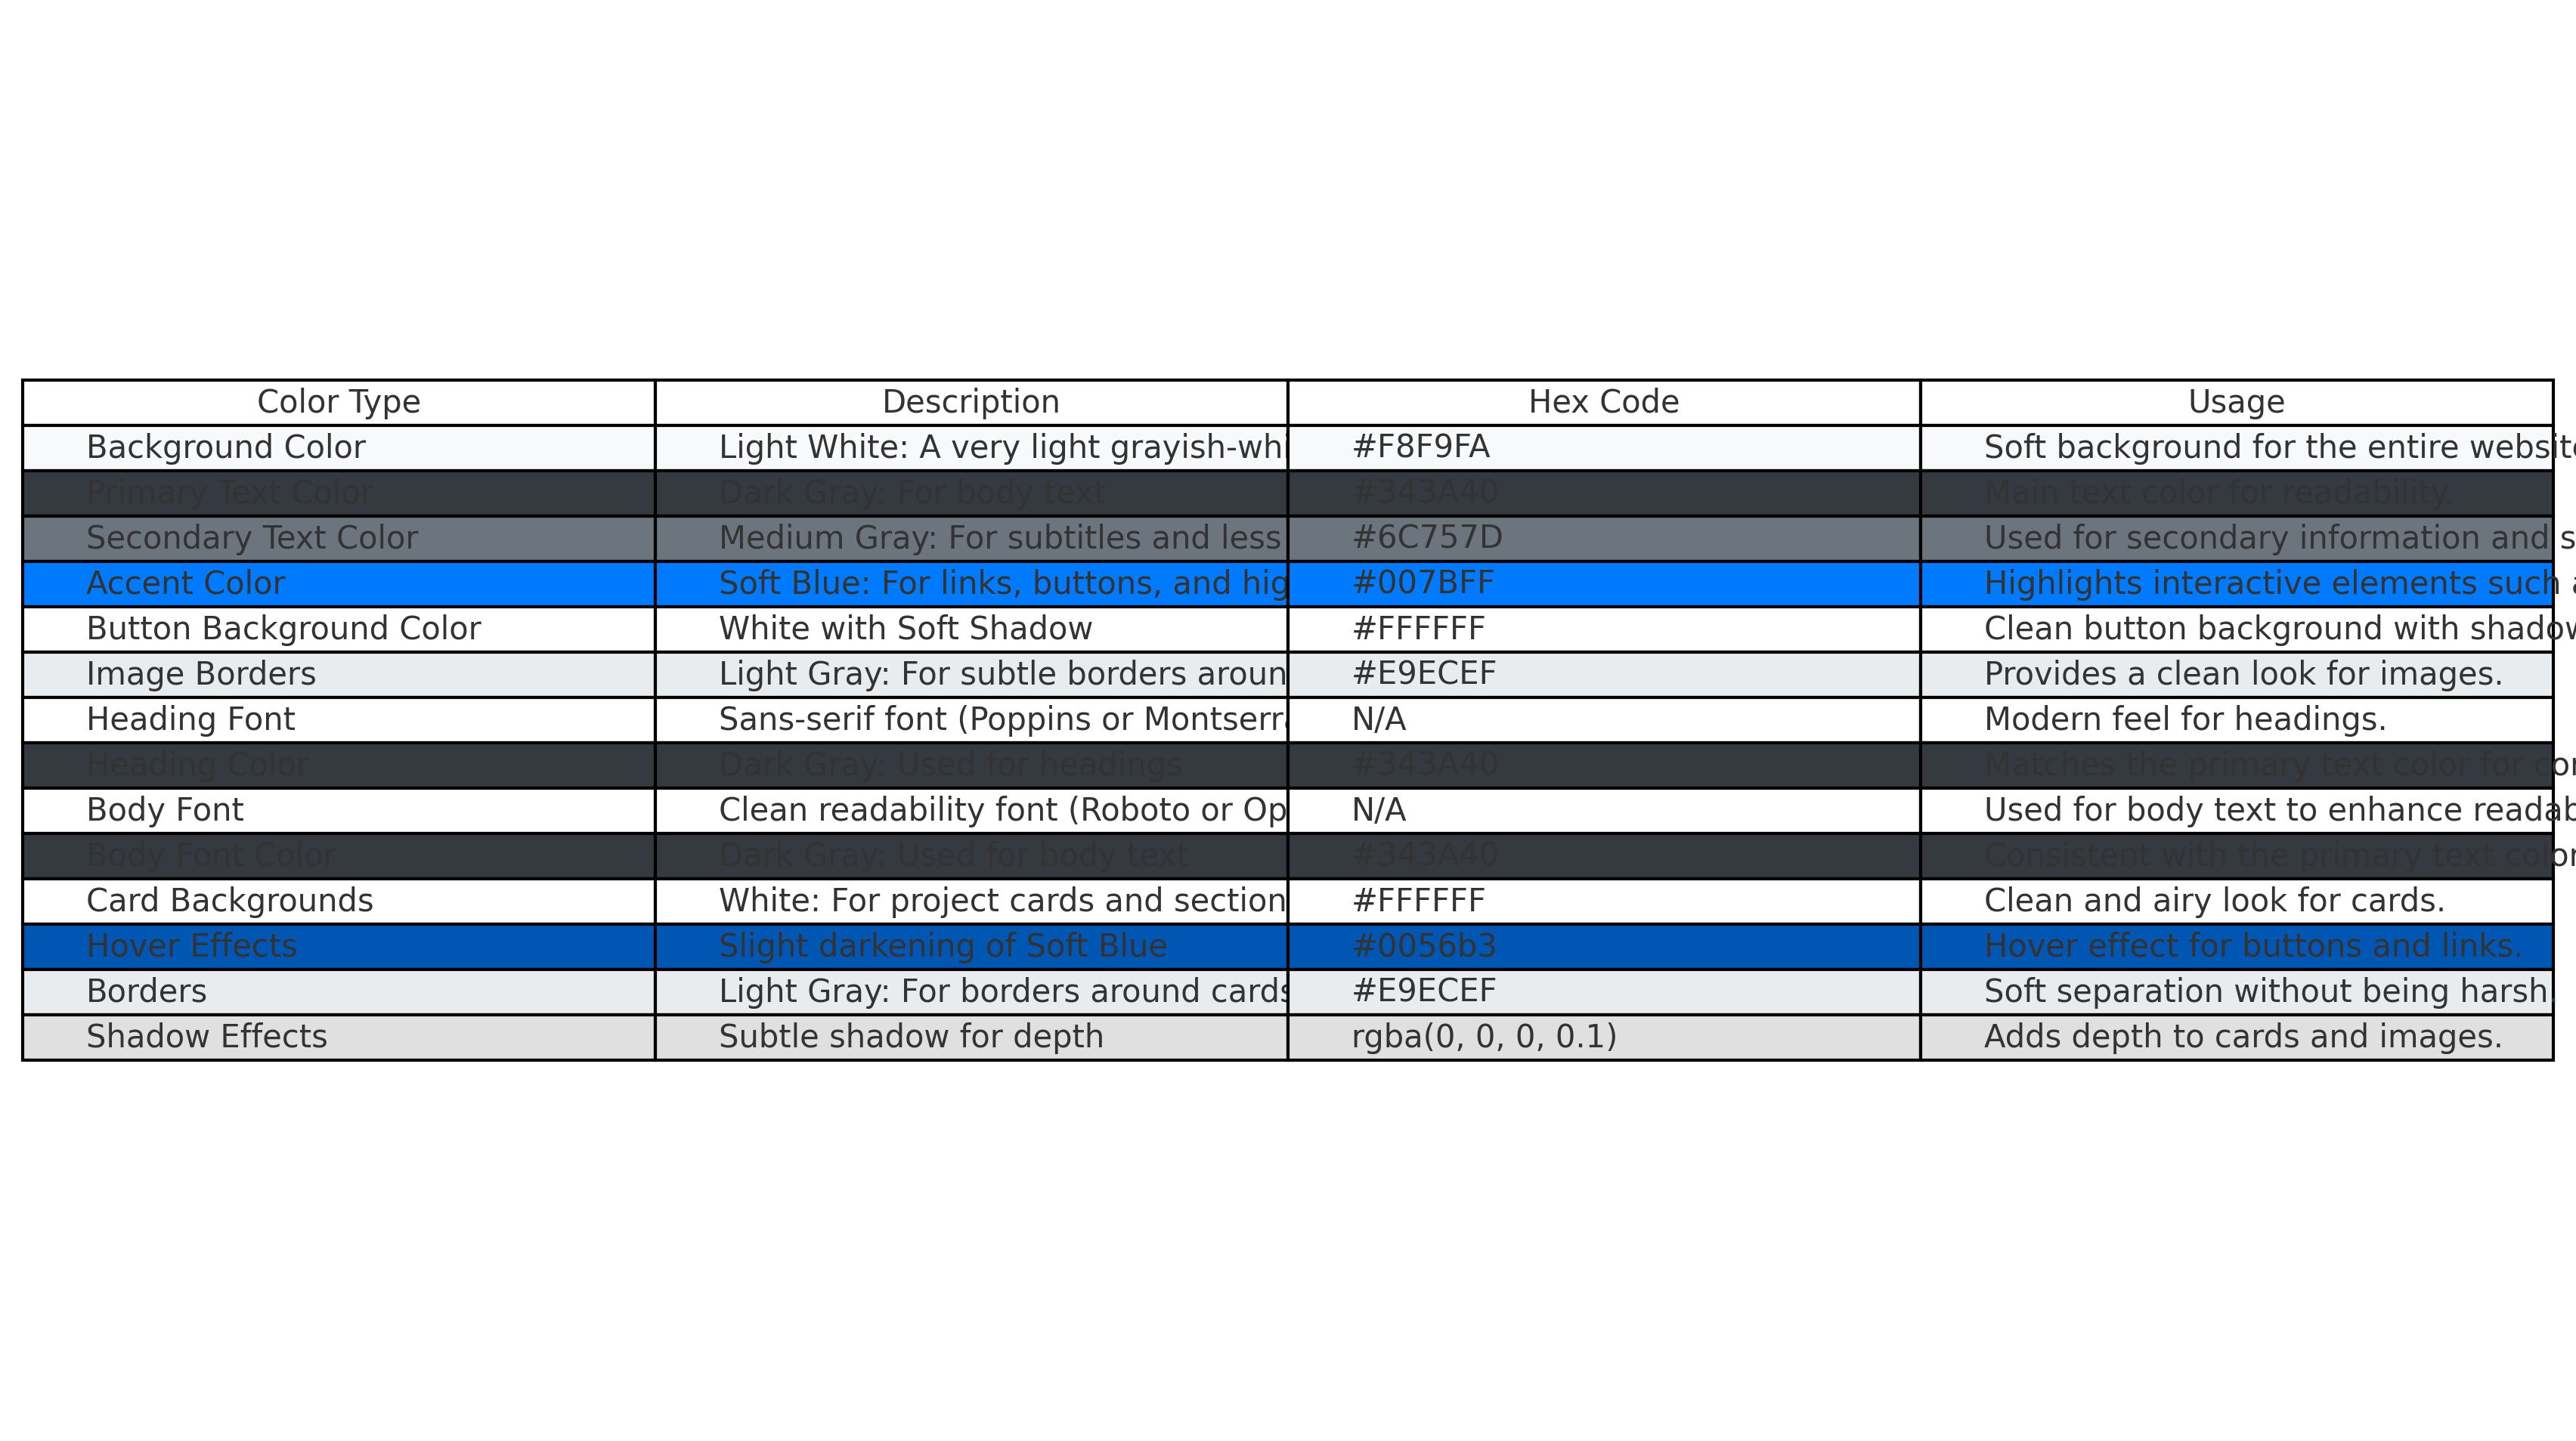 Color Type Description Hex Code Usage
Background Color Light White: A very light grayish-whi #F8F9FA Soft background for the entire websit
Primary Text Color Dark Gray: For body text #343A40 Main text color for readability.
Secondary Text Color Medium Gray: For subtitles and less #6C757D Used for secondary information and s
Accent Color Soft Blue: For links, buttons, and hig #007BFF Highlights interactive elements such a
Button Background Color White with Soft Shadow #FFFFFF Clean button background with shadow
Image Borders Light Gray: For subtle borders aroun #E9ECEF Provides a clean look for images.
Heading Font Sans-serif font (Poppins or Montserra N/A Modern feel for headings.
Heading Color Dark Gray: Used for headings #343A40 Matches the primary text color for con
Body Font Clean readability font (Roboto or Op N/A Used for body text to enhance readab
Body Font Color Dark Gray: Used for body text #343A40 Consistent with the primary text color
Card Backgrounds White: For project cards and section #FFFFFF Clean and airy look for cards.
Hover Effects Slight darkening of Soft Blue #0056b3 Hover effect for buttons and links.
Borders Light Gray: For borders around cards #E9ECEF Soft separation without being harsh.
Shadow Effects Subtle shadow for depth rgba(0, 0, 0, 0.1) Adds depth to cards and images.